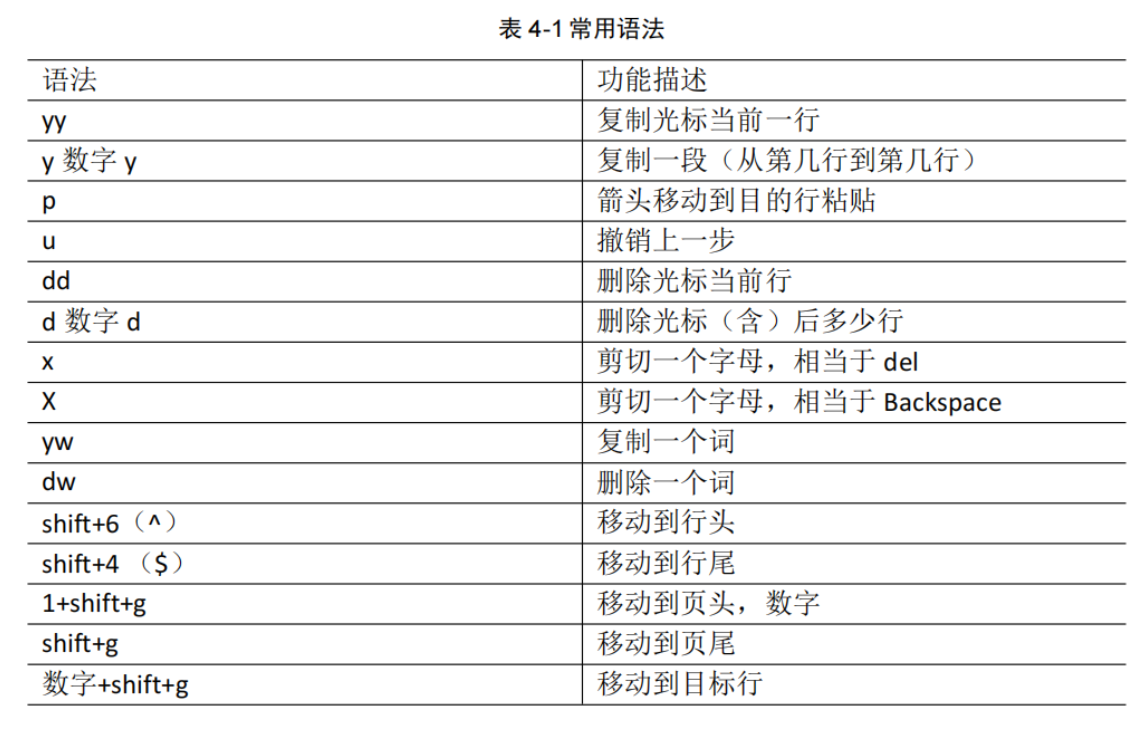 表 4-1 常用语法
语法 功能描述
yy 复制光标当前一行
y 数字 y 复制一段（从第几行到第几行）
p 箭头移动到目的行粘贴
u 撤销上一步
dd 删除光标当前行
d 数字 d 删除光标（含）后多少行
x 剪切一个字母，相当于 del
X 剪切一个字母，相当于 Backspace
yw 复制一个词
dw 删除一个词
shift+6（^） 移动到行头
shift+4 （$） 移动到行尾
1+shift+g 移动到页头，数字
shift+g 移动到页尾
数字+shift+g 移动到目标行